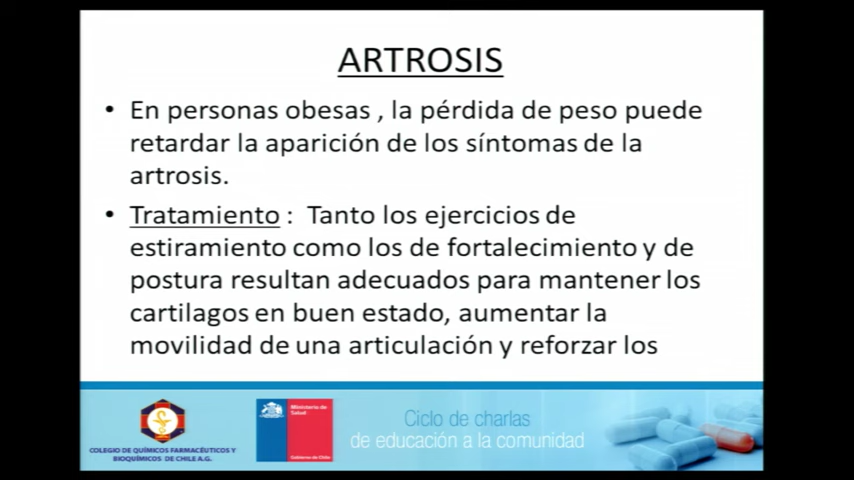 ARTROSIS
• En personas obesas , la pérdida de peso puede
retardar la aparición de los síntomas de la
artrosis.
• Tratamiento : Tanto los ejercicios de
estiramiento como los de fortalecimiento y de
postura resultan adecuados para mantener los
cartilagos en buen estado, aumentar la
movilidad de una articulación y reforzar los
COLEGIO DE QUÍMICOS FARMACÉUTICOS Y
BIOQUÍMICOS DE CHILE A.G.
Ministerio de
Salud
Gobierno de Chile
Ciclo de charlas
de educación a la comunidad